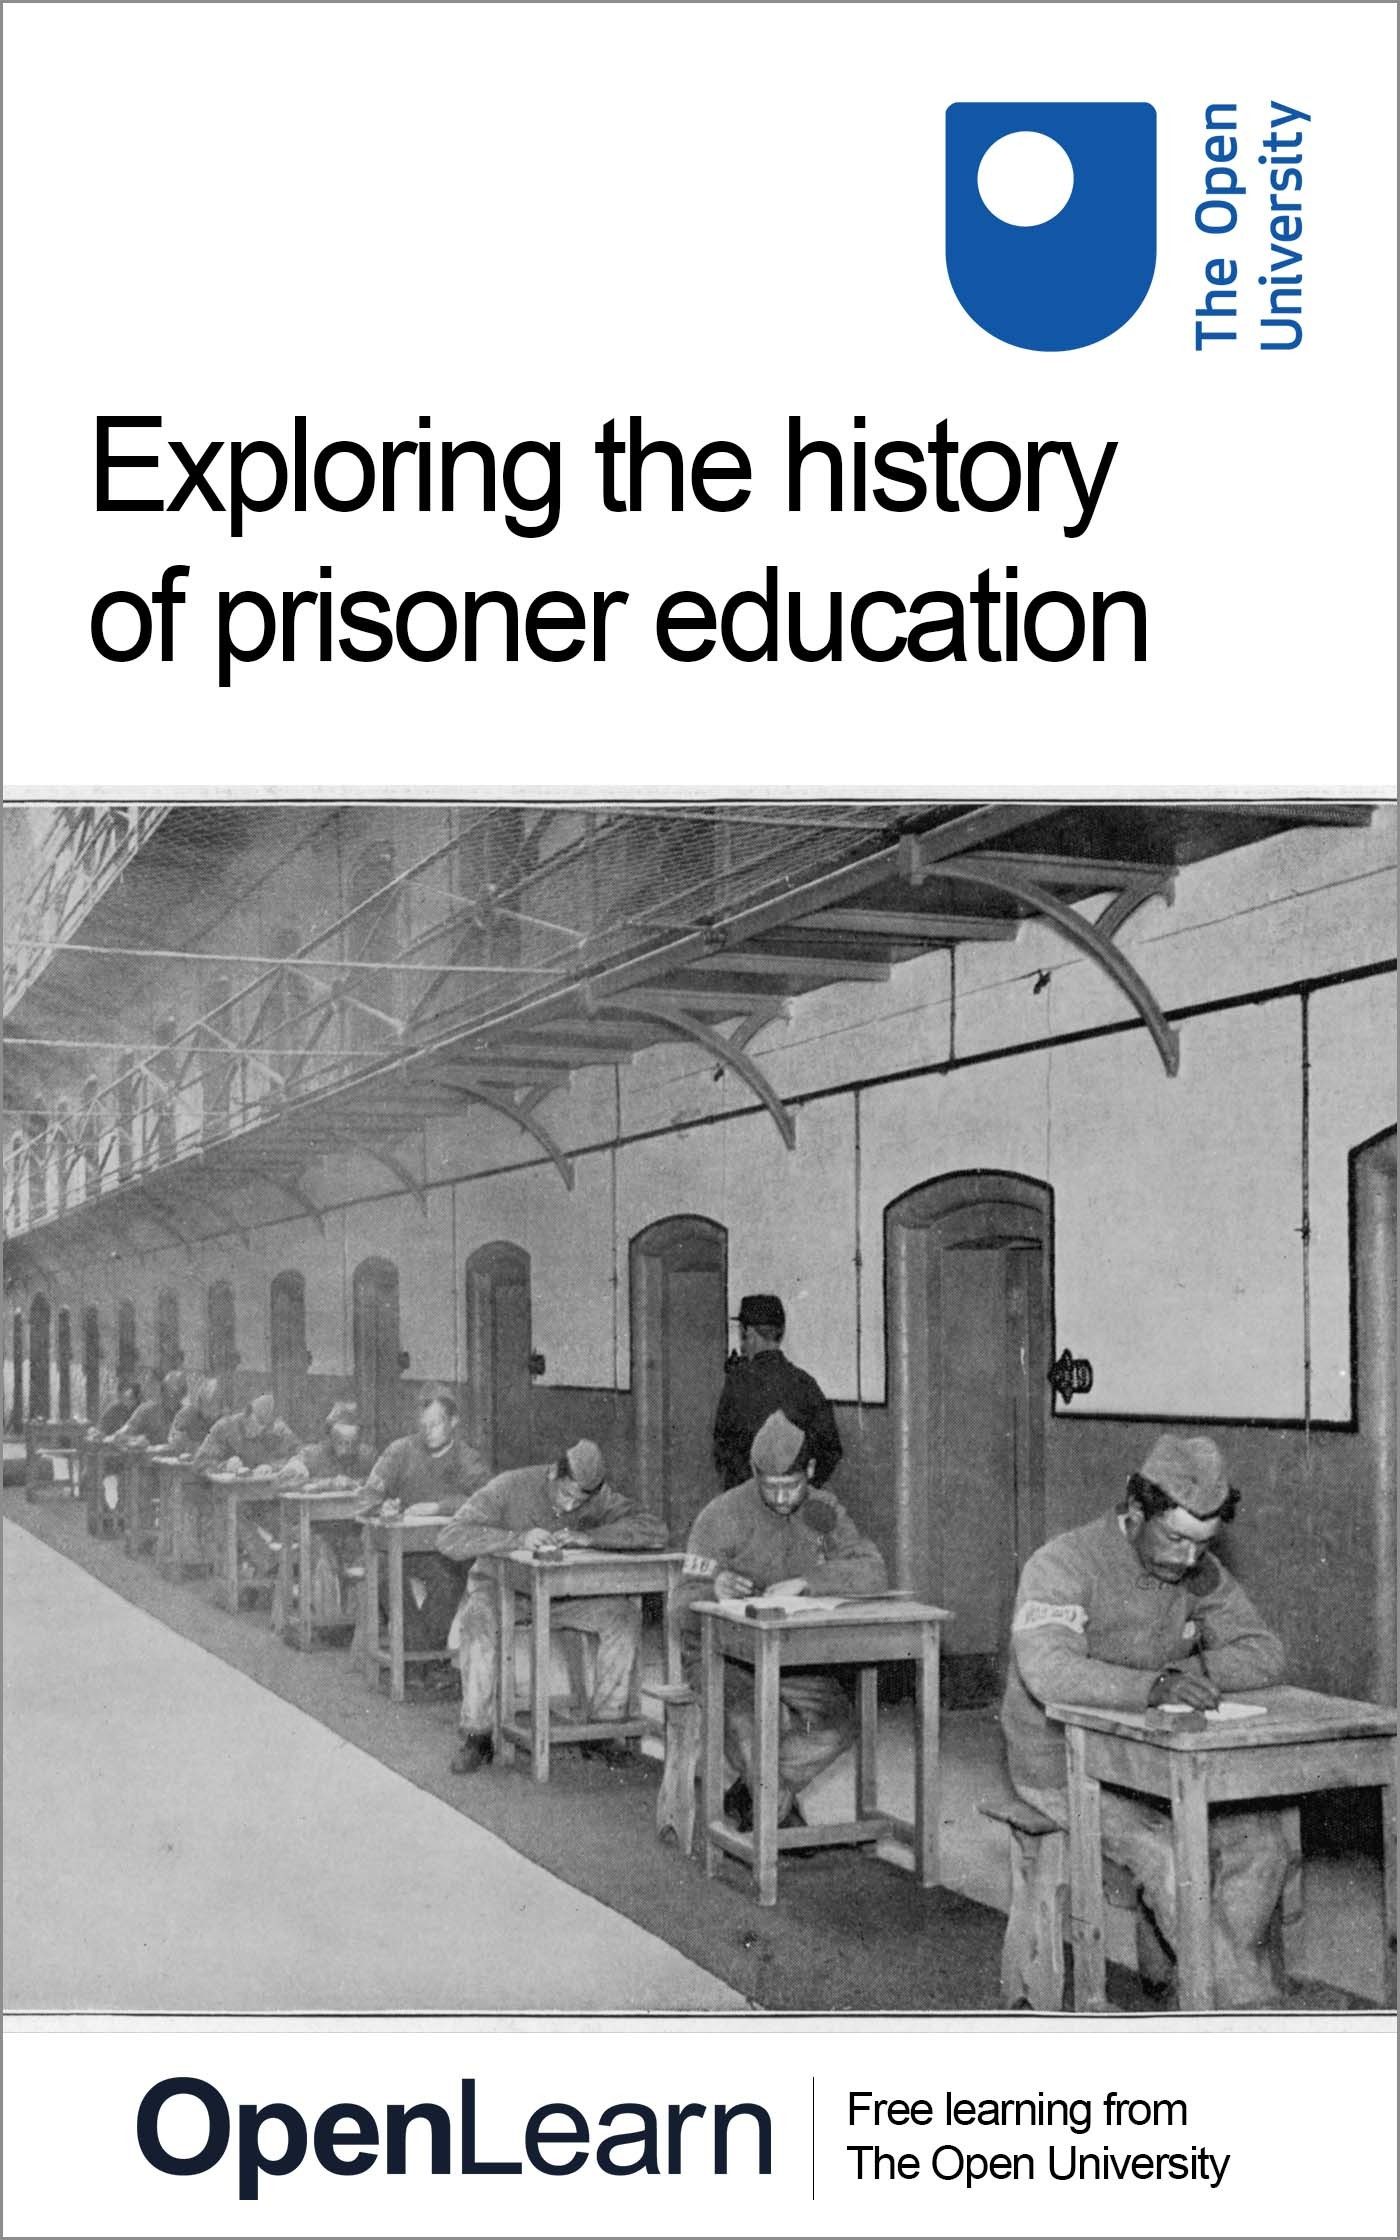 The Open
University
Exploring the history
of prisoner education
OpenLearn
Free learning from
The Open University